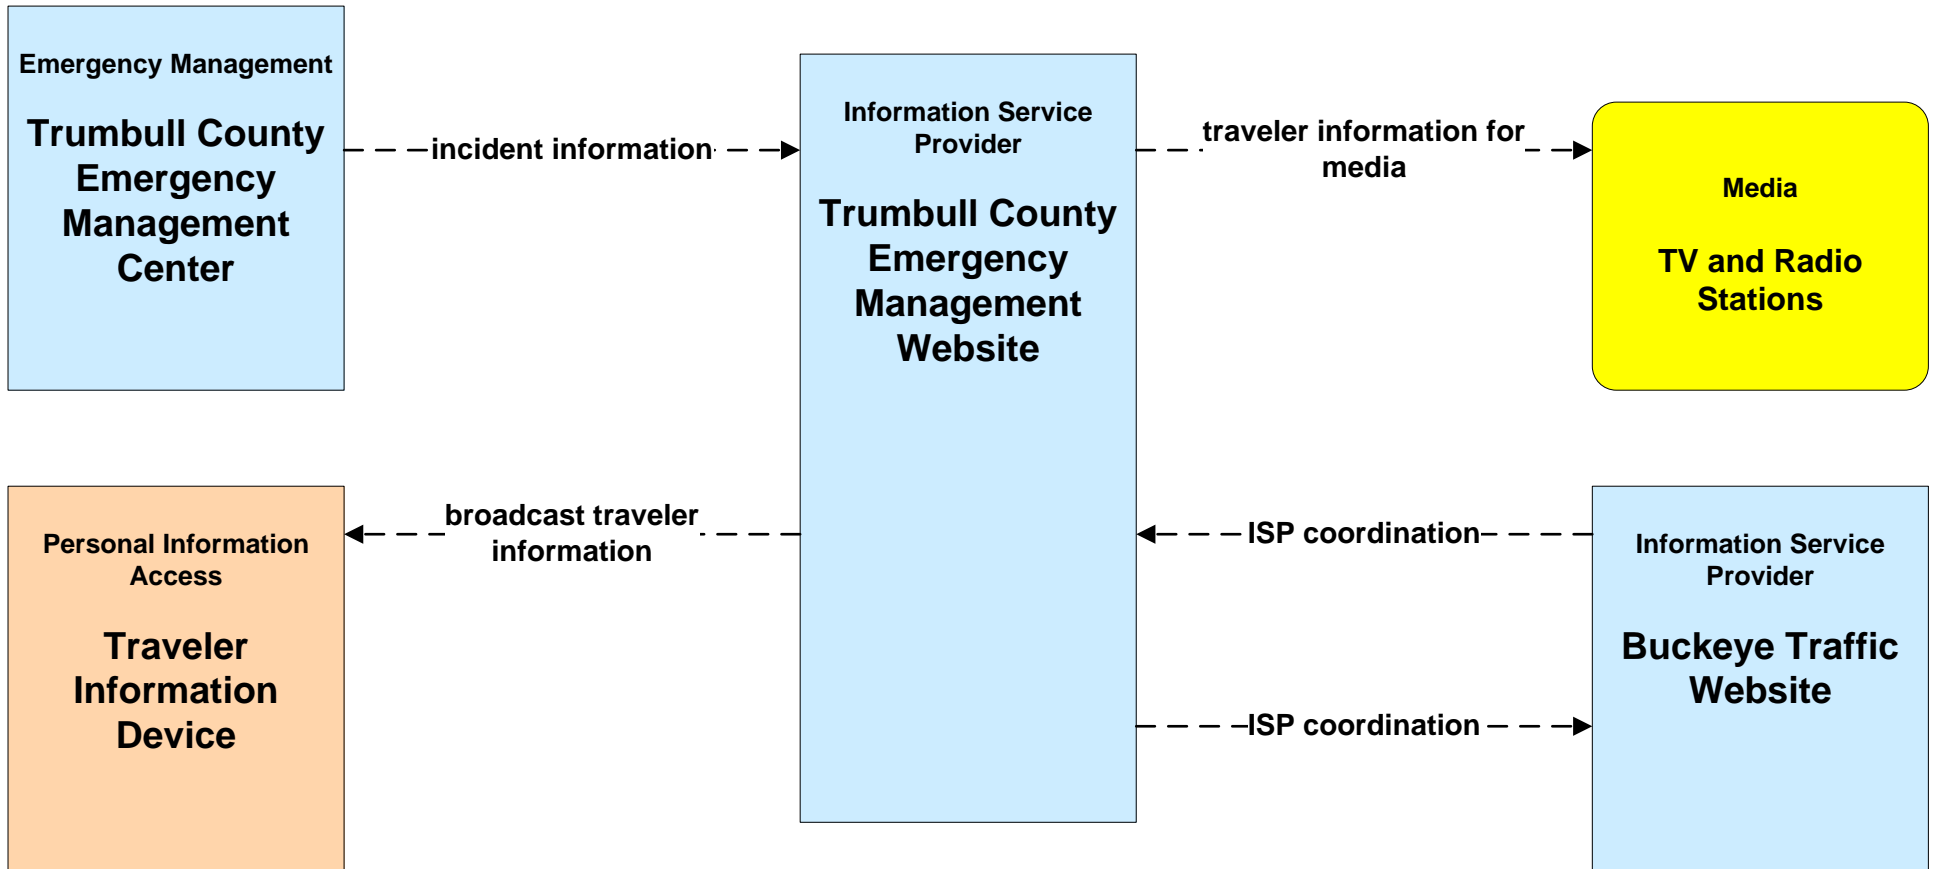 Emergency Management
Trumbull County
Emergency
Management
Center
incident information
Information Service
Provider
Trumbull County
Emergency
Management
Website
traveler information for
media
Media
TV and Radio
Stations
Personal Information
Access
Traveler
Information
Device
broadcast traveler
information
ISP coordination
ISP coordination
Information Service
Provider
Buckeye Traffic
Website